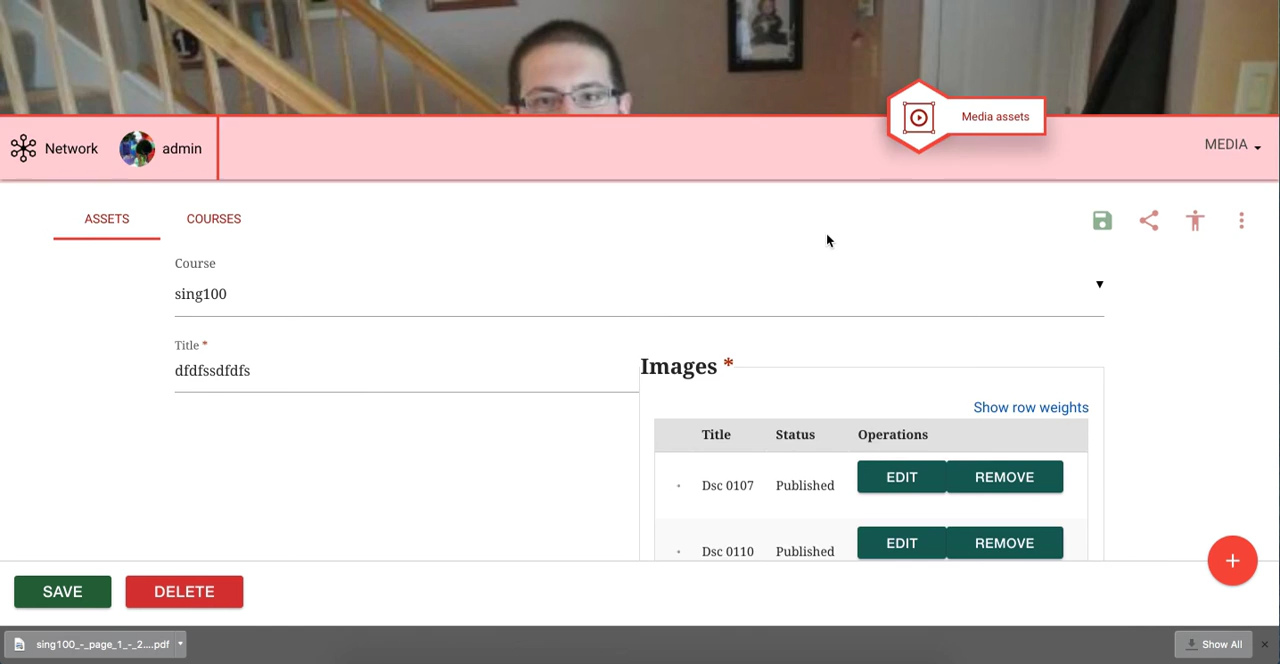 Media assets
Network admin MEDIA
ASSETS COURSES
Course
sing100
Title *
dfdfssdfdfs
Images *
Show row weights
Title Status Operations
Dsc 0107 Published EDIT REMOVE
Dsc 0110 Published EDIT REMOVE
+
SAVE DELETE
sing100_-_page_1_-_2....pdf Show All ×